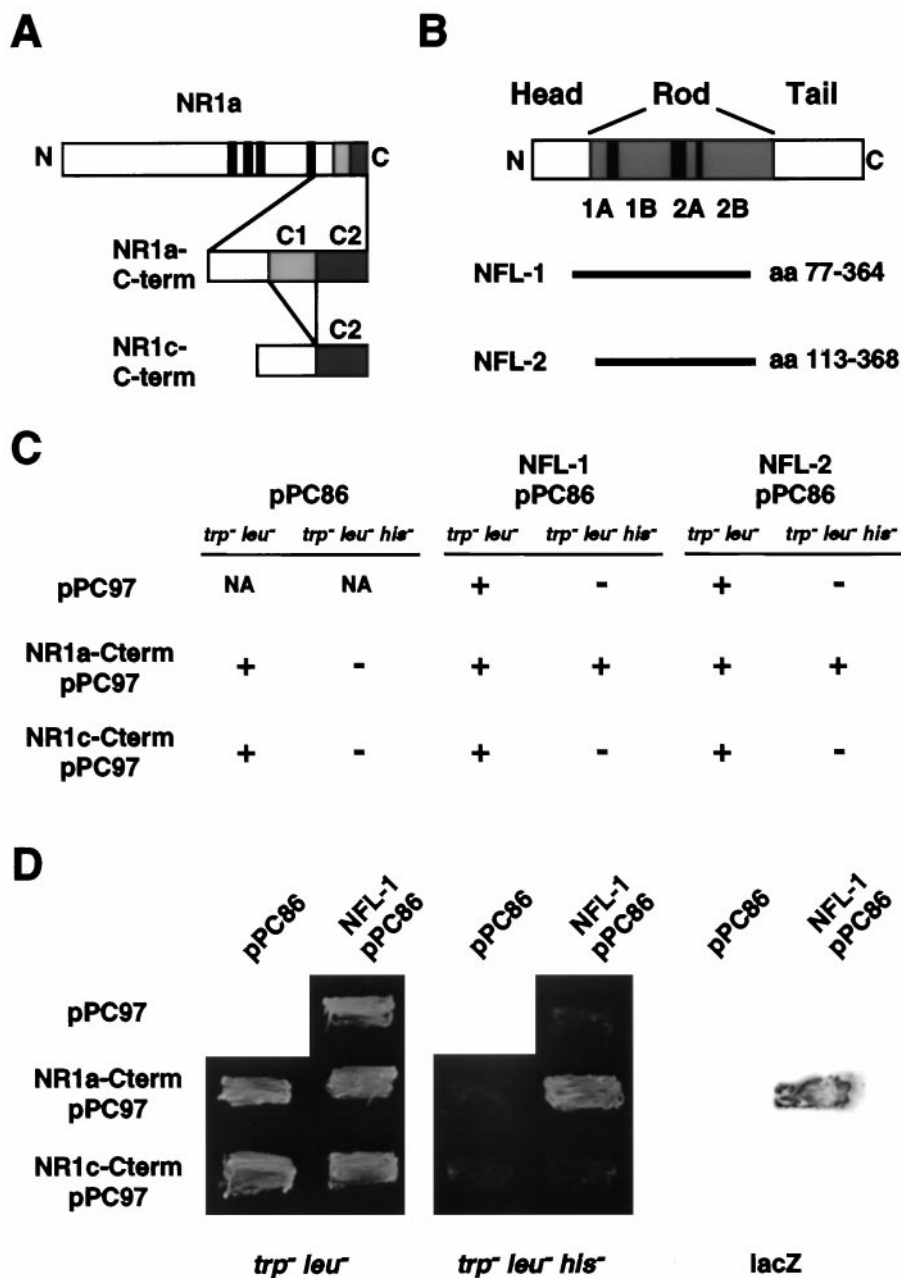 A
NR1a
N
C
C1 C2
NR1a-
C-term
C2
NR1c-
C-term
B
Head Rod Tail
N
C
1A 1B 2A 2B
NFL-1 aa 77-364
NFL-2 aa 113-368
C
pPC86
NFL-1
pPC86
NFL-2
pPC86
trp⁻ leu⁻ trp⁻ leu⁻ his⁻ trp⁻ leu⁻ trp⁻ leu⁻ his⁻ trp⁻ leu⁻ trp⁻ leu⁻ his⁻
pPC97 NA NA + - + -
NR1a-Cterm
pPC97
+ - + + + +
NR1c-Cterm
pPC97
+ - + - + -
D
pPC86
NFL-1
pPC86
pPC86
NFL-1
pPC86
pPC86
NFL-1
pPC86
pPC97
NR1a-Cterm
pPC97
NR1c-Cterm
pPC97
trp⁻ leu⁻ trp⁻ leu⁻ his⁻ lacZ